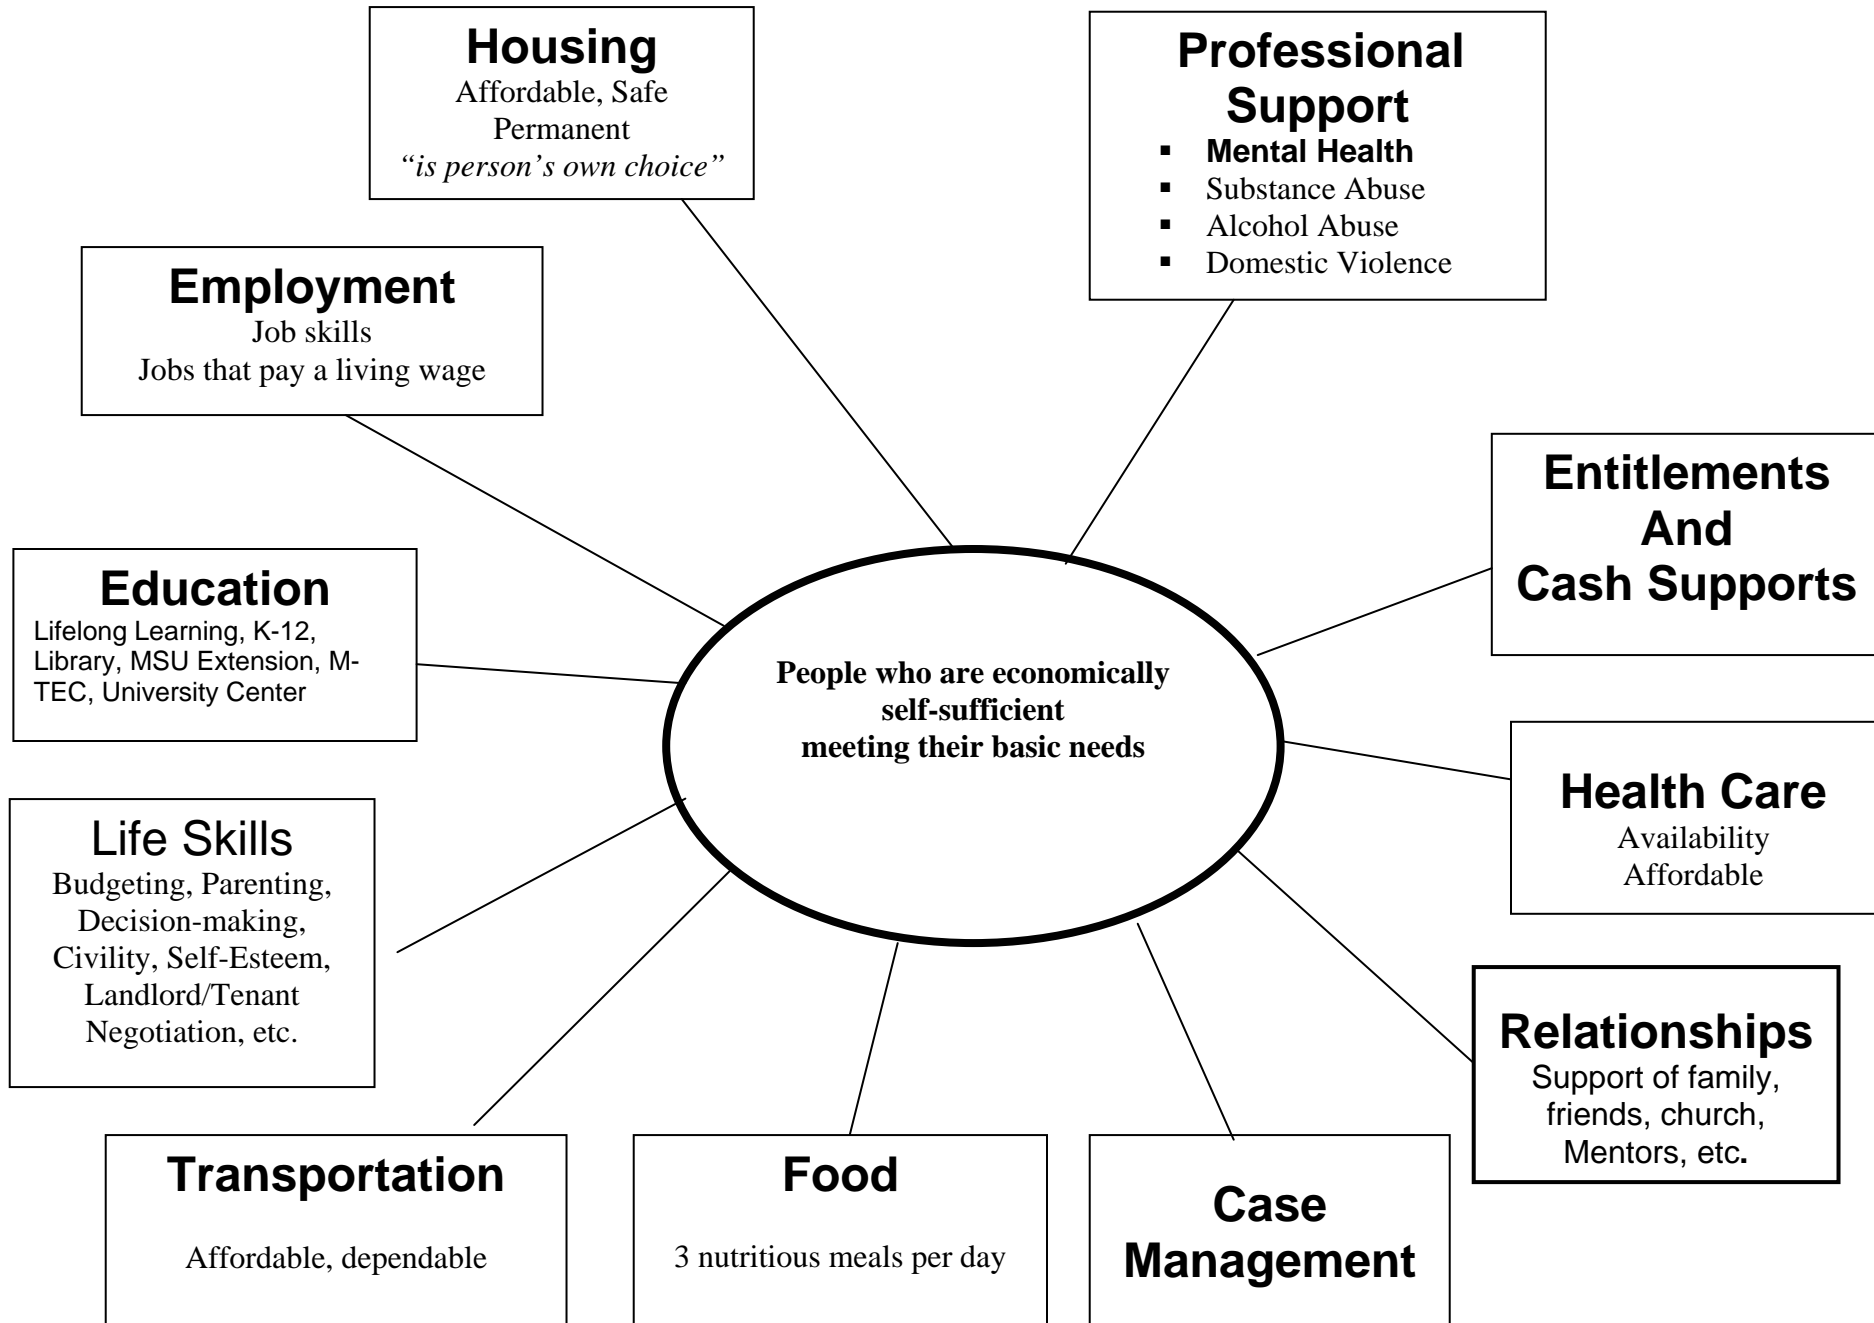 Housing
Affordable, Safe
Permanent
“is person’s own choice”
Professional
Support
▪ Mental Health
▪ Substance Abuse
▪ Alcohol Abuse
▪ Domestic Violence
Employment
Job skills
Jobs that pay a living wage
Entitlements
And
Cash Supports
Education
Lifelong Learning, K-12,
Library, MSU Extension, M-
TEC, University Center
People who are economically
self-sufficient
meeting their basic needs
Health Care
Availability
Affordable
Life Skills
Budgeting, Parenting,
Decision-making,
Civility, Self-Esteem,
Landlord/Tenant
Negotiation, etc.
Relationships
Support of family,
friends, church,
Mentors, etc.
Transportation
Affordable, dependable
Food
3 nutritious meals per day
Case
Management